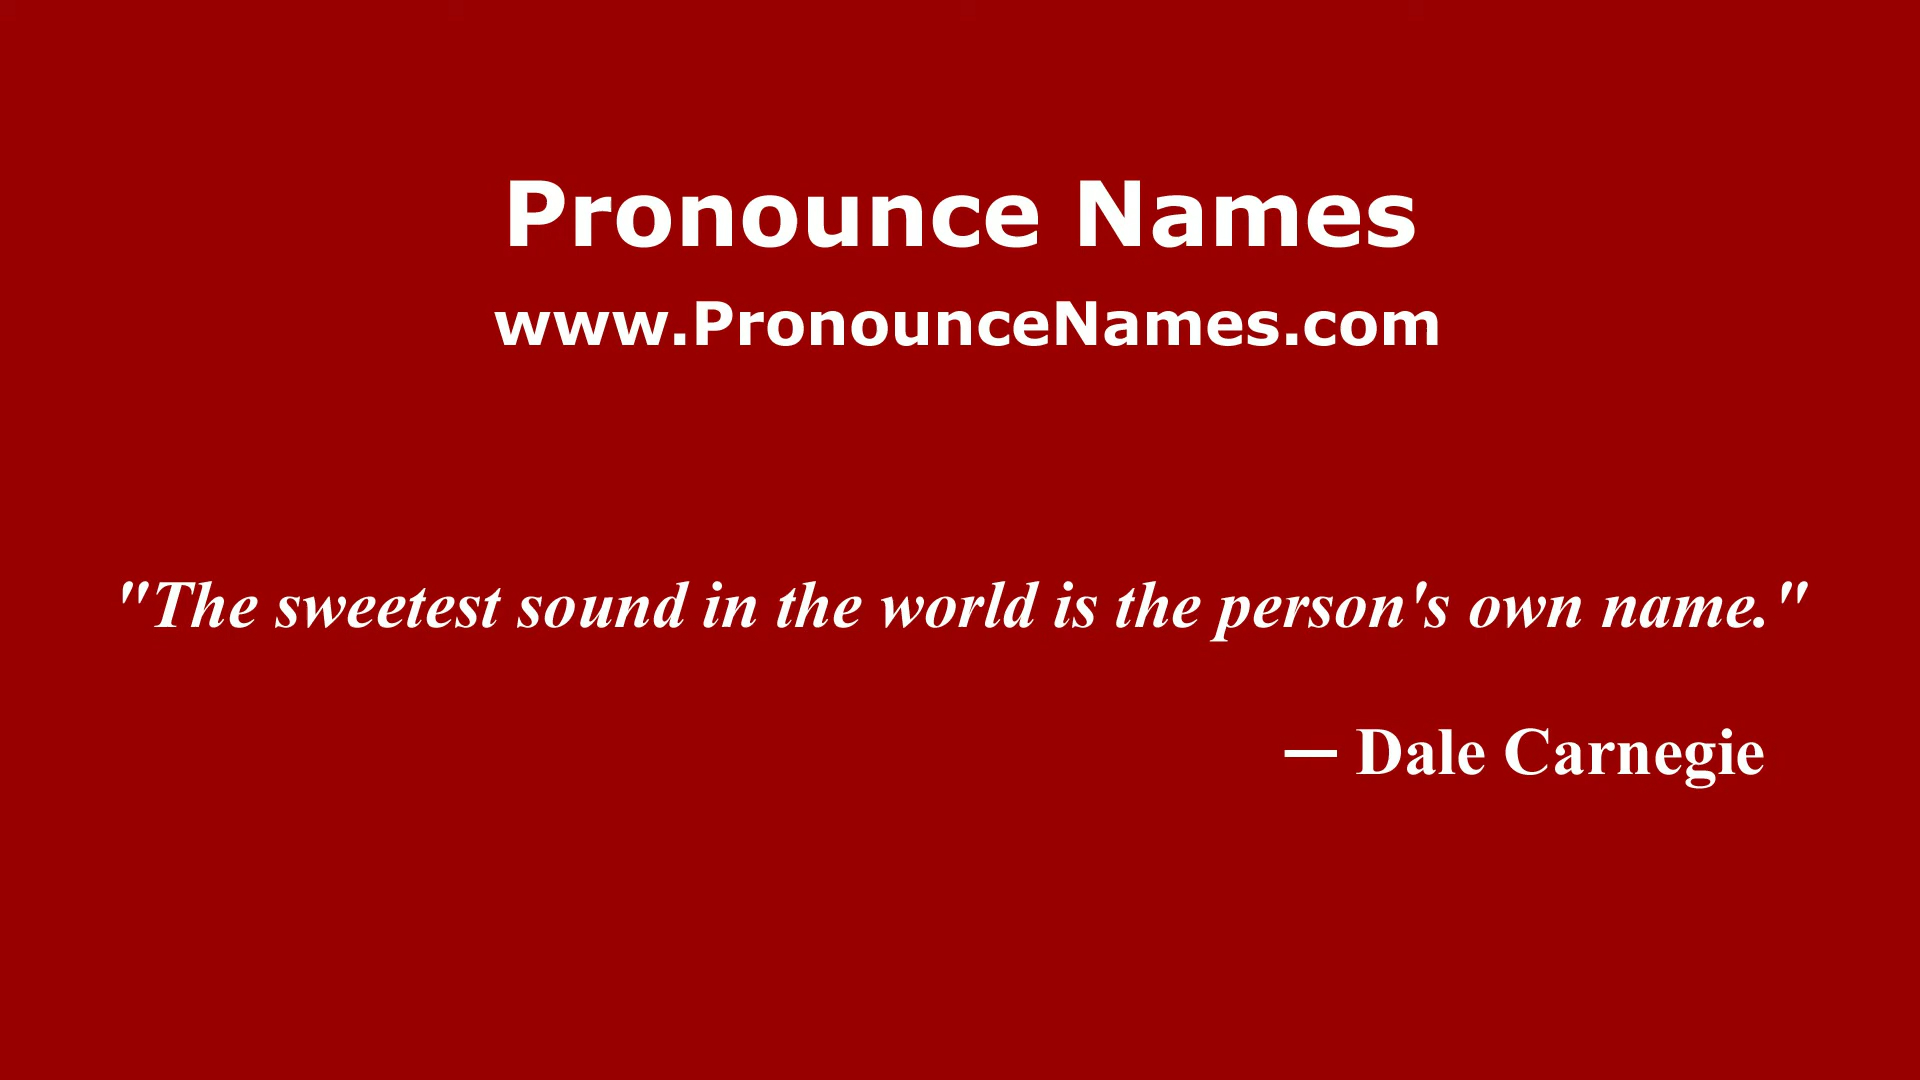 Pronounce Names
www.PronounceNames.com
"The sweetest sound in the world is the person's own name."
— Dale Carnegie